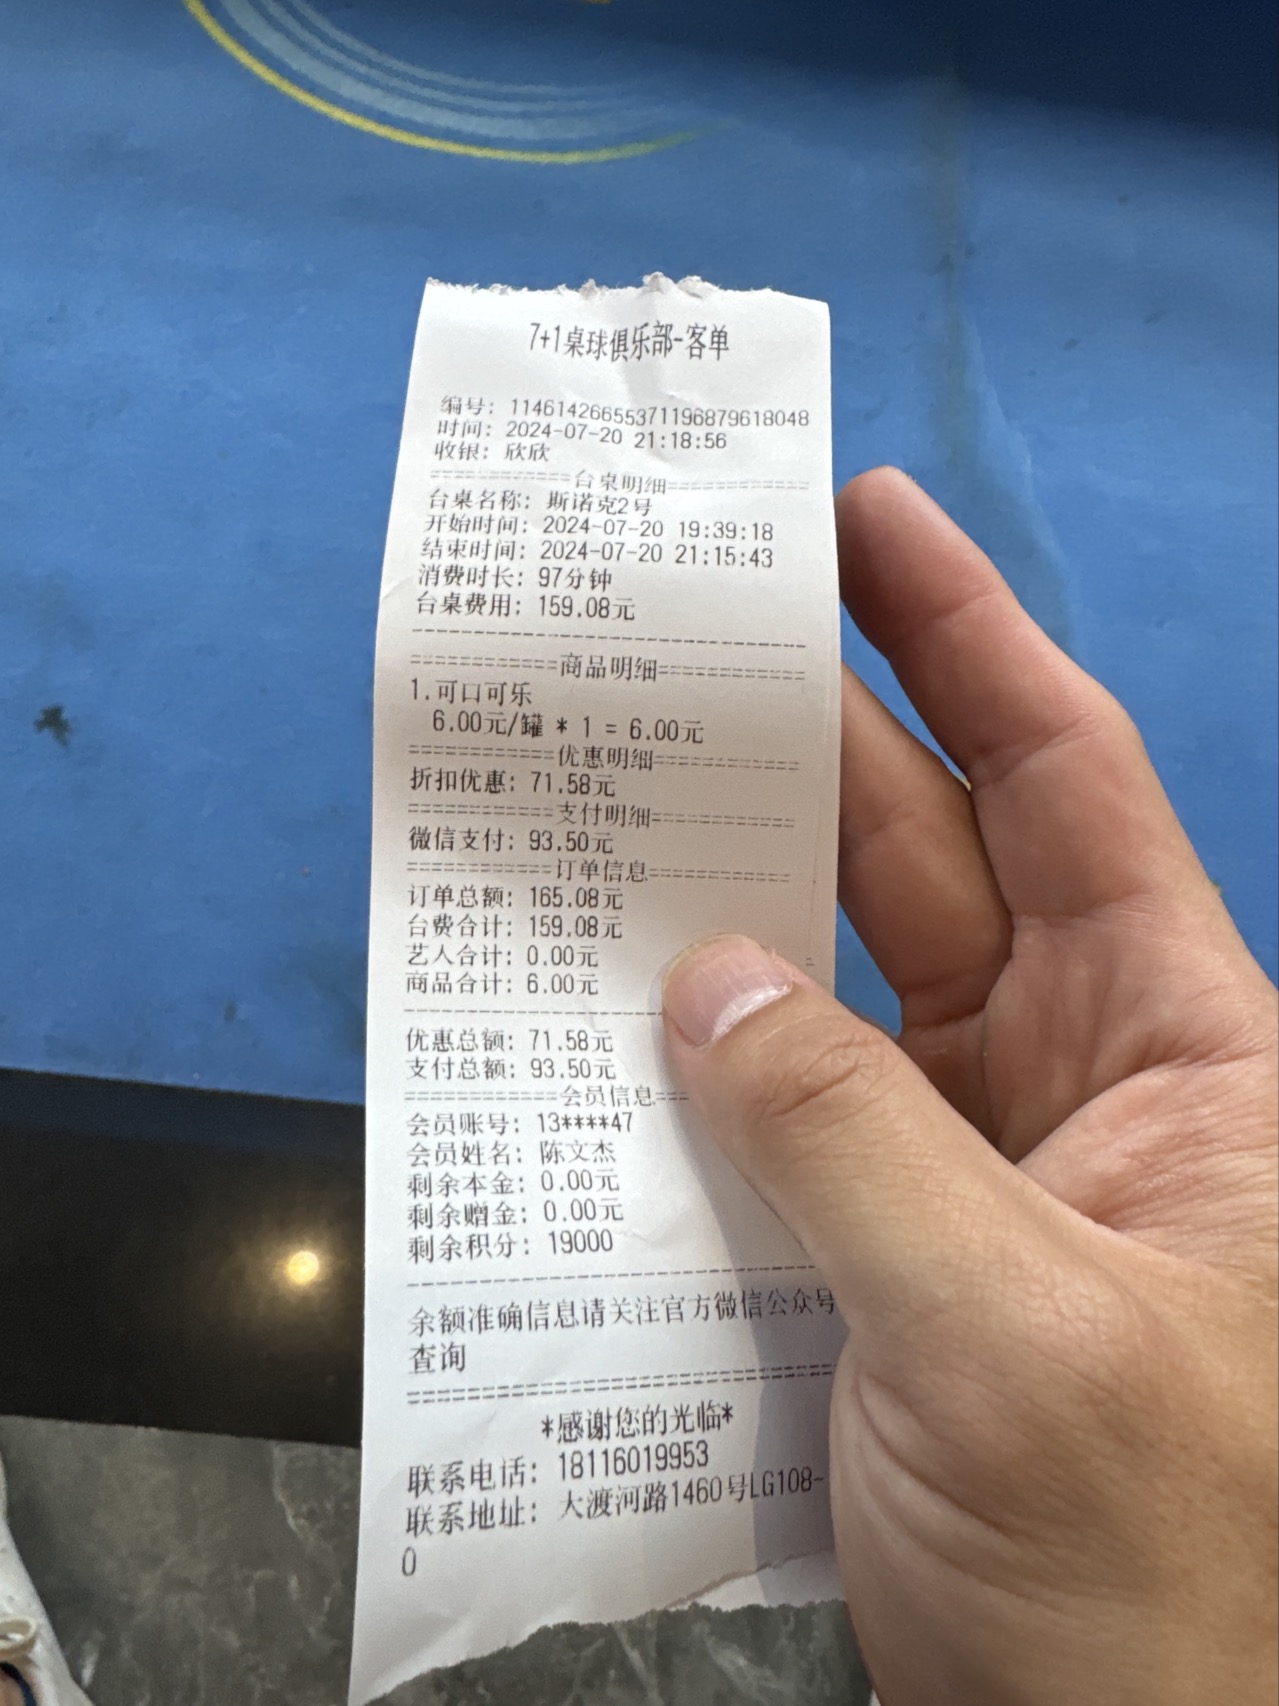 7+1桌球俱乐部-客单
编号: 1146142665537119687961​8048
时间: 2024-07-20 21:18:56
收银: 欣欣
===========台桌明细===========
台桌名称: 斯诺克2号
开始时间: 2024-07-20 19:39:18
结束时间: 2024-07-20 21:15:43
消费时长: 97分钟
台桌费用: 159.08元
--------------------------------
===========商品明细===========
1.可口可乐
6.00元/罐 * 1 = 6.00元
===========优惠明细===========
折扣优惠: 71.58元
===========支付明细===========
微信支付: 93.50元
===========订单信息===========
订单总额: 165.08元
台费合计: 159.08元
艺人合计: 0.00元
商品合计: 6.00元
--------------------------------
优惠总额: 71.58元
支付总额: 93.50元
===========会员信息===
会员账号: 13****47
会员姓名: 陈文杰
剩余本金: 0.00元
剩余赠金: 0.00元
剩余积分: 19000
--------------------------------
余额准确信息请关注官方微信公众号
查询
================================
*感谢您的光临*
联系电话: 18116019953
联系地址: 大渡河路1460号LG108-
0